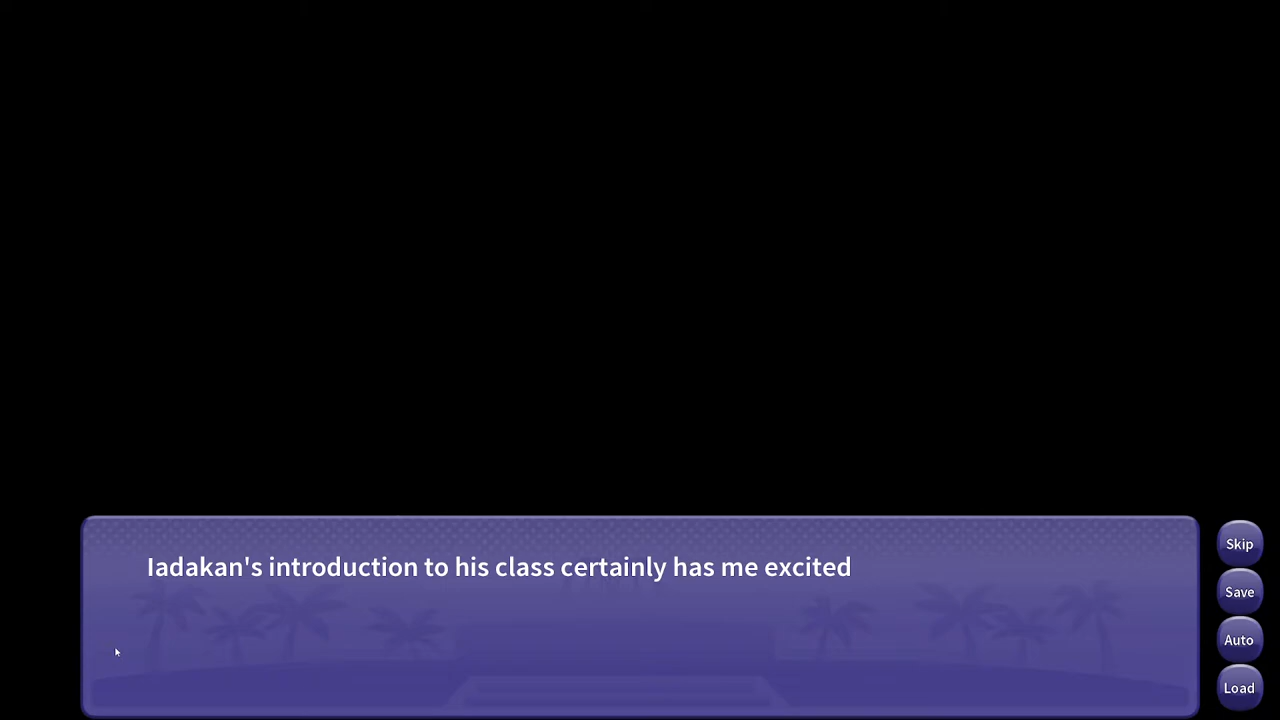 Iadakan's introduction to his class certainly has me excited
Skip
Save
Auto
Load